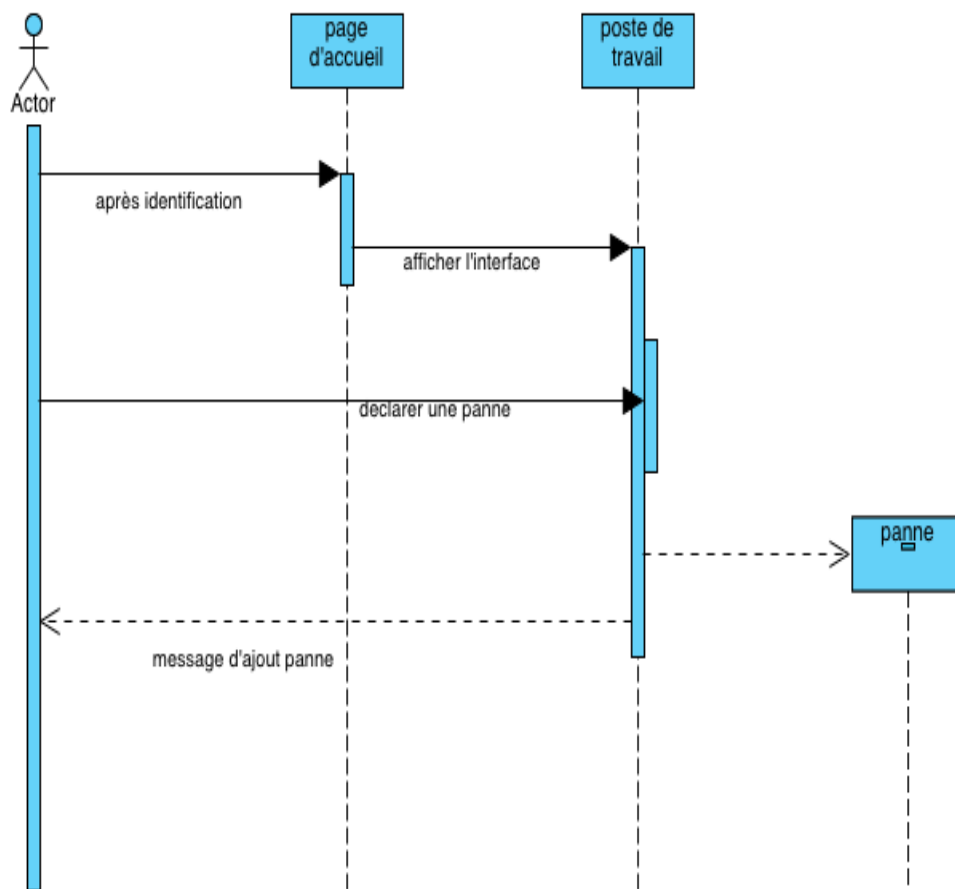 page
d'accueil
poste de
travail
Actor
après identification
afficher l'interface
declarer une panne
panne
message d'ajout panne